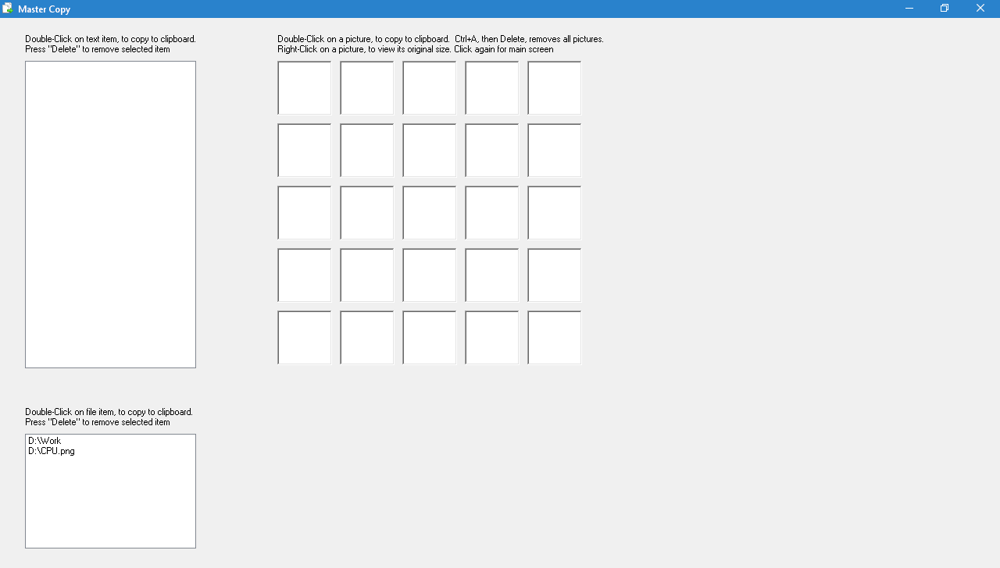 Master Copy
Double-Click on text item, to copy to clipboard.
Press "Delete" to remove selected item
Double-Click on a picture, to copy to clipboard.  Ctrl+A, then Delete, removes all pictures.
Right-Click on a picture, to view its original size. Click again for main screen
Double-Click on file item, to copy to clipboard.
Press "Delete" to remove selected item
D:\Work
D:\CPU.png